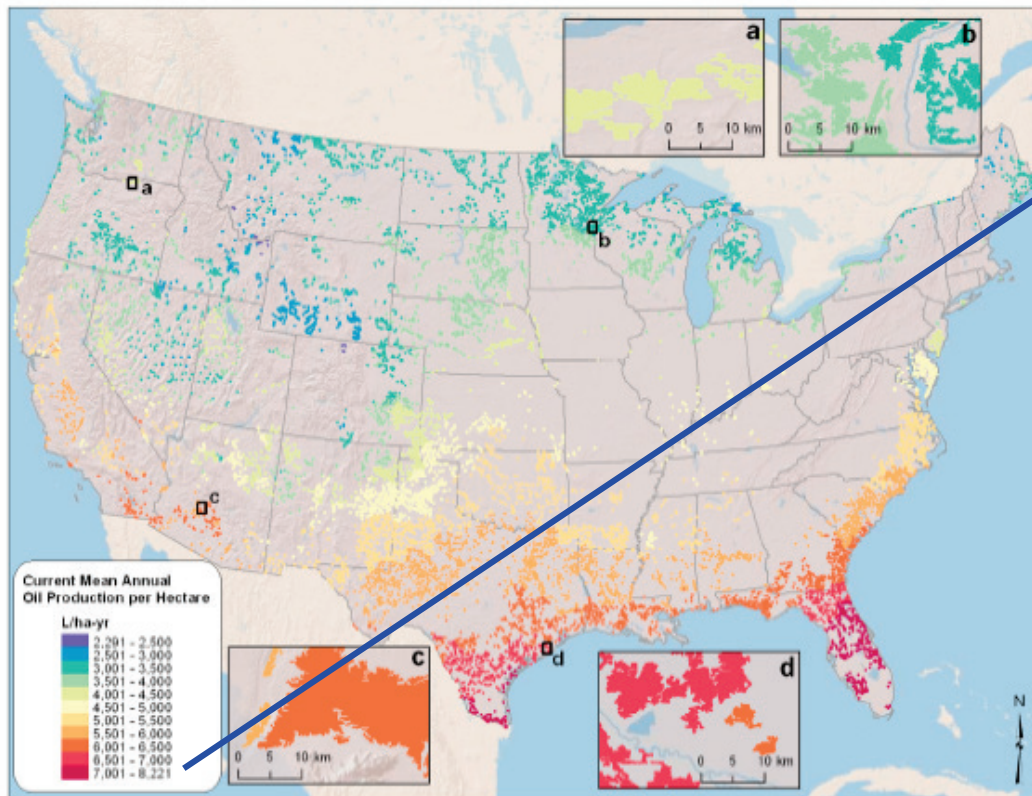 a
b
0 5 10 km
0 5 10 km
a
b
c
d
Current Mean Annual
Oil Production per Hectare
L/ha-yr
2,291 - 2,500
2,501 - 3,000
3,001 - 3,500
3,501 - 4,000
4,001 - 4,500
4,501 - 5,000
5,001 - 5,500
5,501 - 6,000
6,001 - 6,500
6,501 - 7,000
7,001 - 8,221
c
0 5 10 km
d
0 5 10 km
N